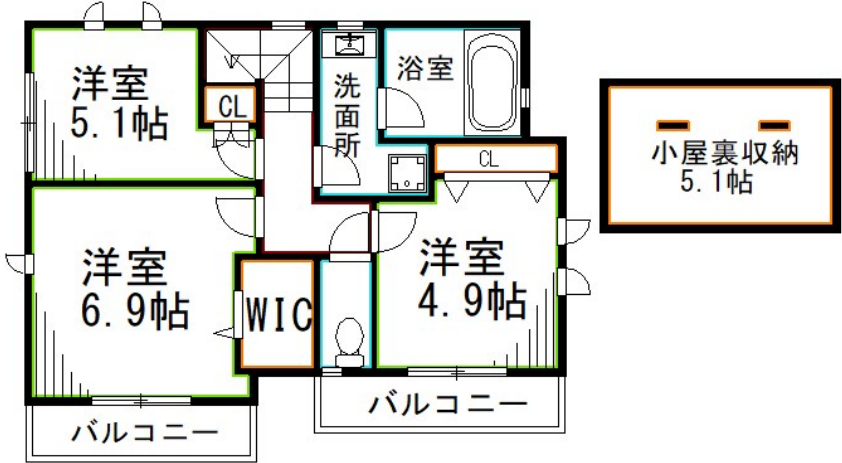 洋室
5.1帖
CL
洗面所
浴室
CL
小屋裏収納
5.1帖
洋室
6.9帖
WIC
洋室
4.9帖
バルコニー
バルコニー